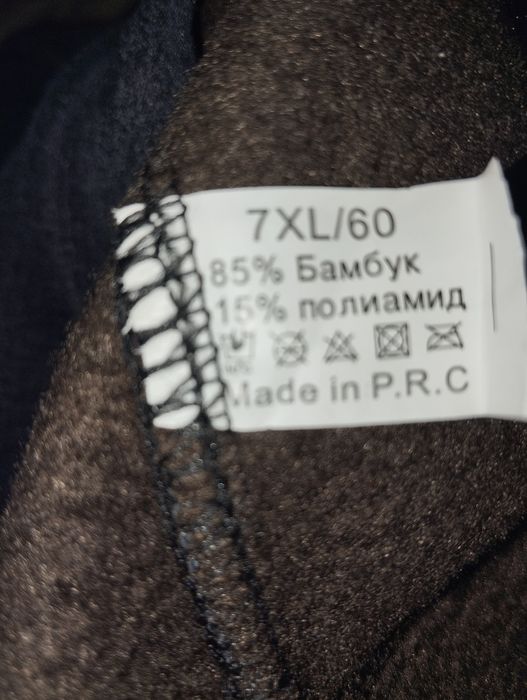 7XL/60
85% Бамбук
15% полиамид
Made in P.R.C